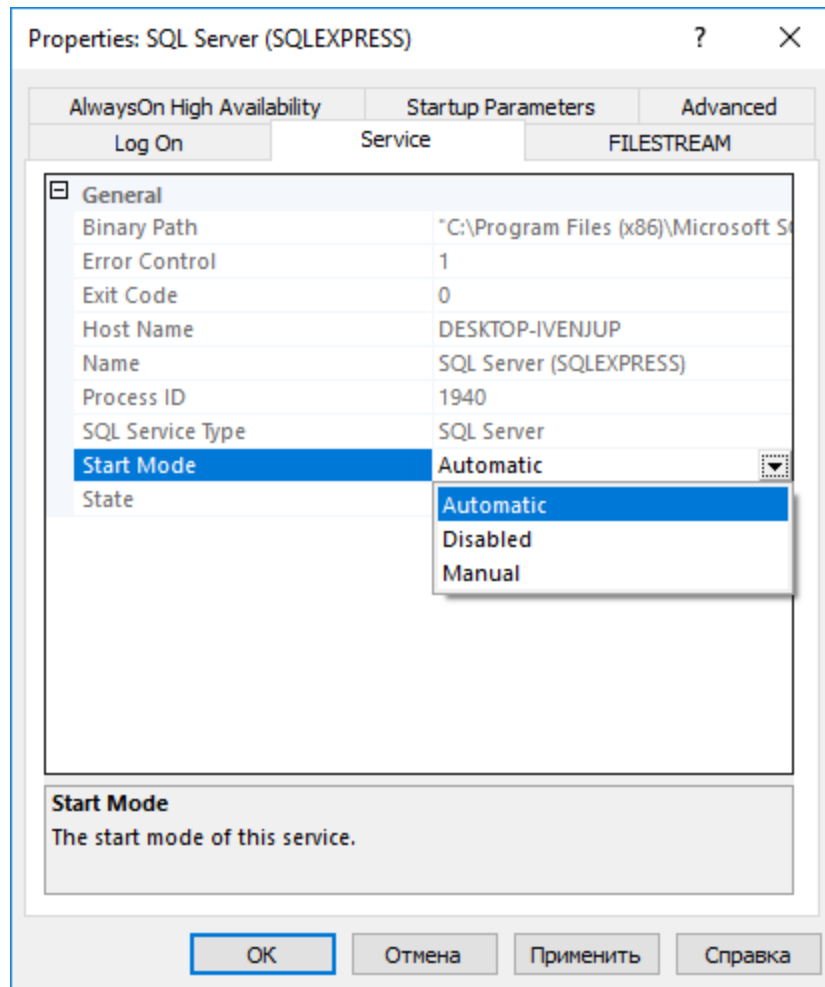 Properties: SQL Server (SQLEXPRESS) ?
AlwaysOn High Availability Startup Parameters Advanced
Log On Service FILESTREAM
General
Binary Path "C:\Program Files (x86)\Microsoft
Error Control 1
Exit Code 0
Host Name DESKTOP-IVENJUP
Name SQL Server (SQLEXPRESS)
Process ID 1940
SQL Service Type SQL Server
Start Mode Automatic
State
Automatic
Disabled
Manual
Start Mode
The start mode of this service.
OK Отмена Применить Справка